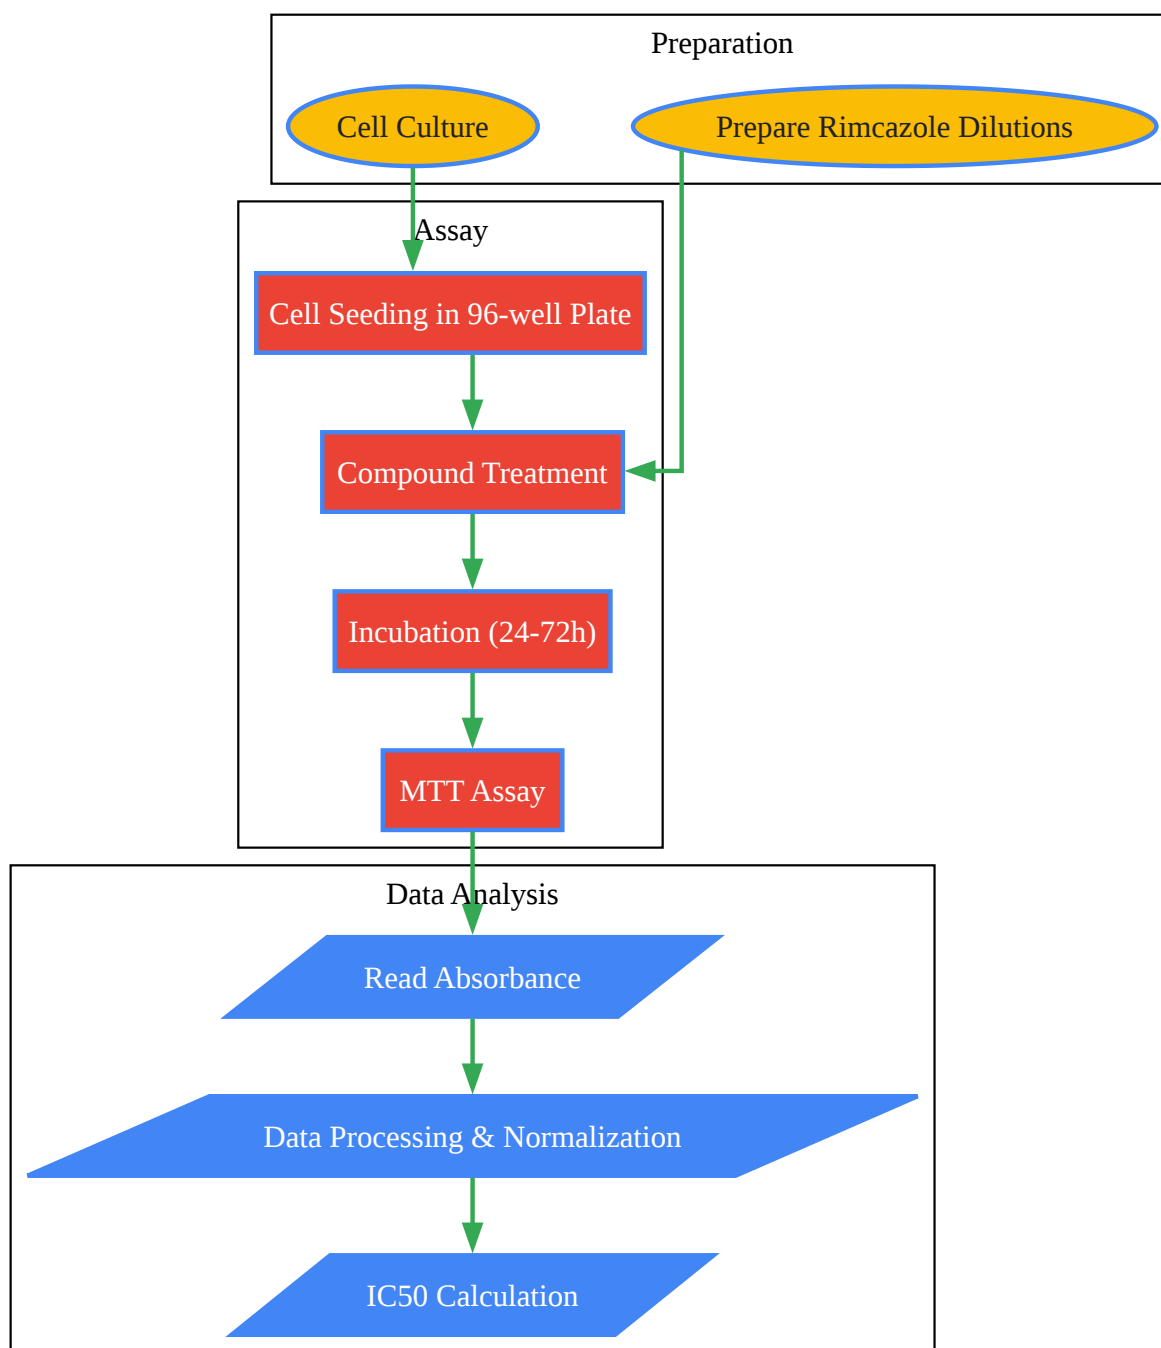 Preparation
Cell Culture
Prepare Rimcazole Dilutions
Assay
Cell Seeding in 96-well Plate
Compound Treatment
Incubation (24-72h)
MTT Assay
Data Analysis
Read Absorbance
Data Processing & Normalization
IC50 Calculation